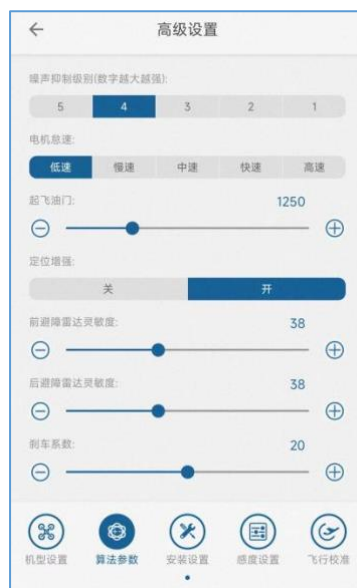 高级设置
噪声抑制级别(数字越大越强):
5 4 3 2 1
电机怠速:
低速 慢速 中速 快速 高速
起飞油门: 1250
定位增强:
关 开
前避障雷达灵敏度: 38
后避障雷达灵敏度: 38
刹车系数: 20
机型设置 算法参数 安装设置 感度设置 飞行校准